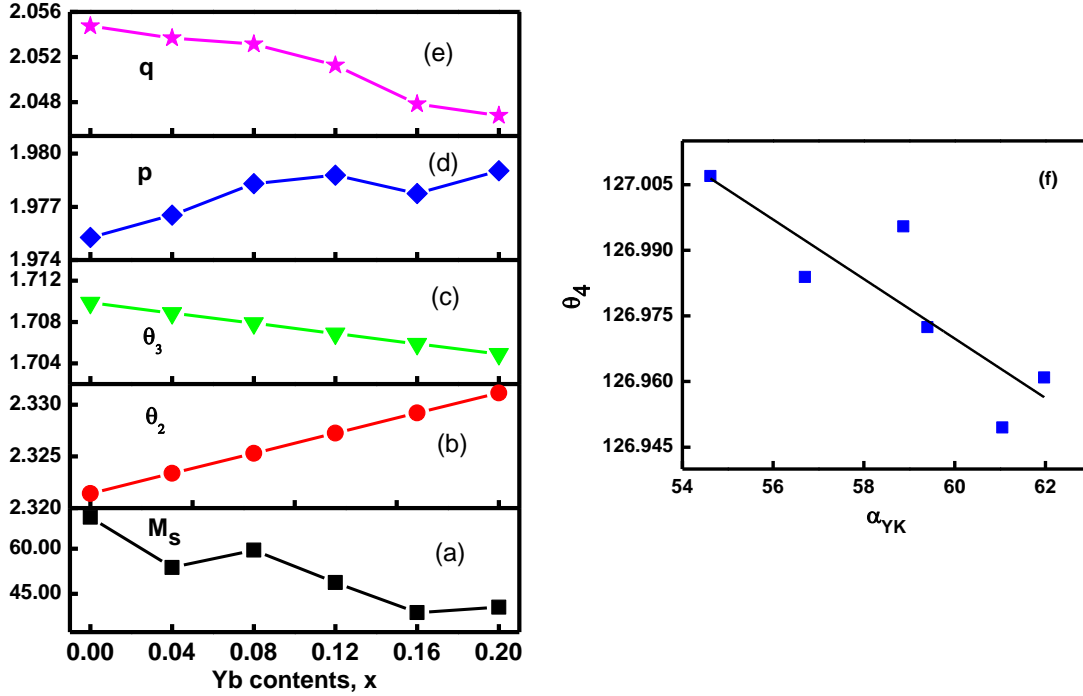 2.056
2.052
2.048
q
(e)
1.980
1.977
1.974
p
(d)
1.712
1.708
1.704
θ3
(c)
2.330
2.325
2.320
θ2
(b)
60.00
45.00
Ms
(a)
0.00 0.04 0.08 0.12 0.16 0.20
Yb contents, x
(f)
127.005
126.990
126.975
126.960
126.945
θ4
54 56 58 60 62
αYK